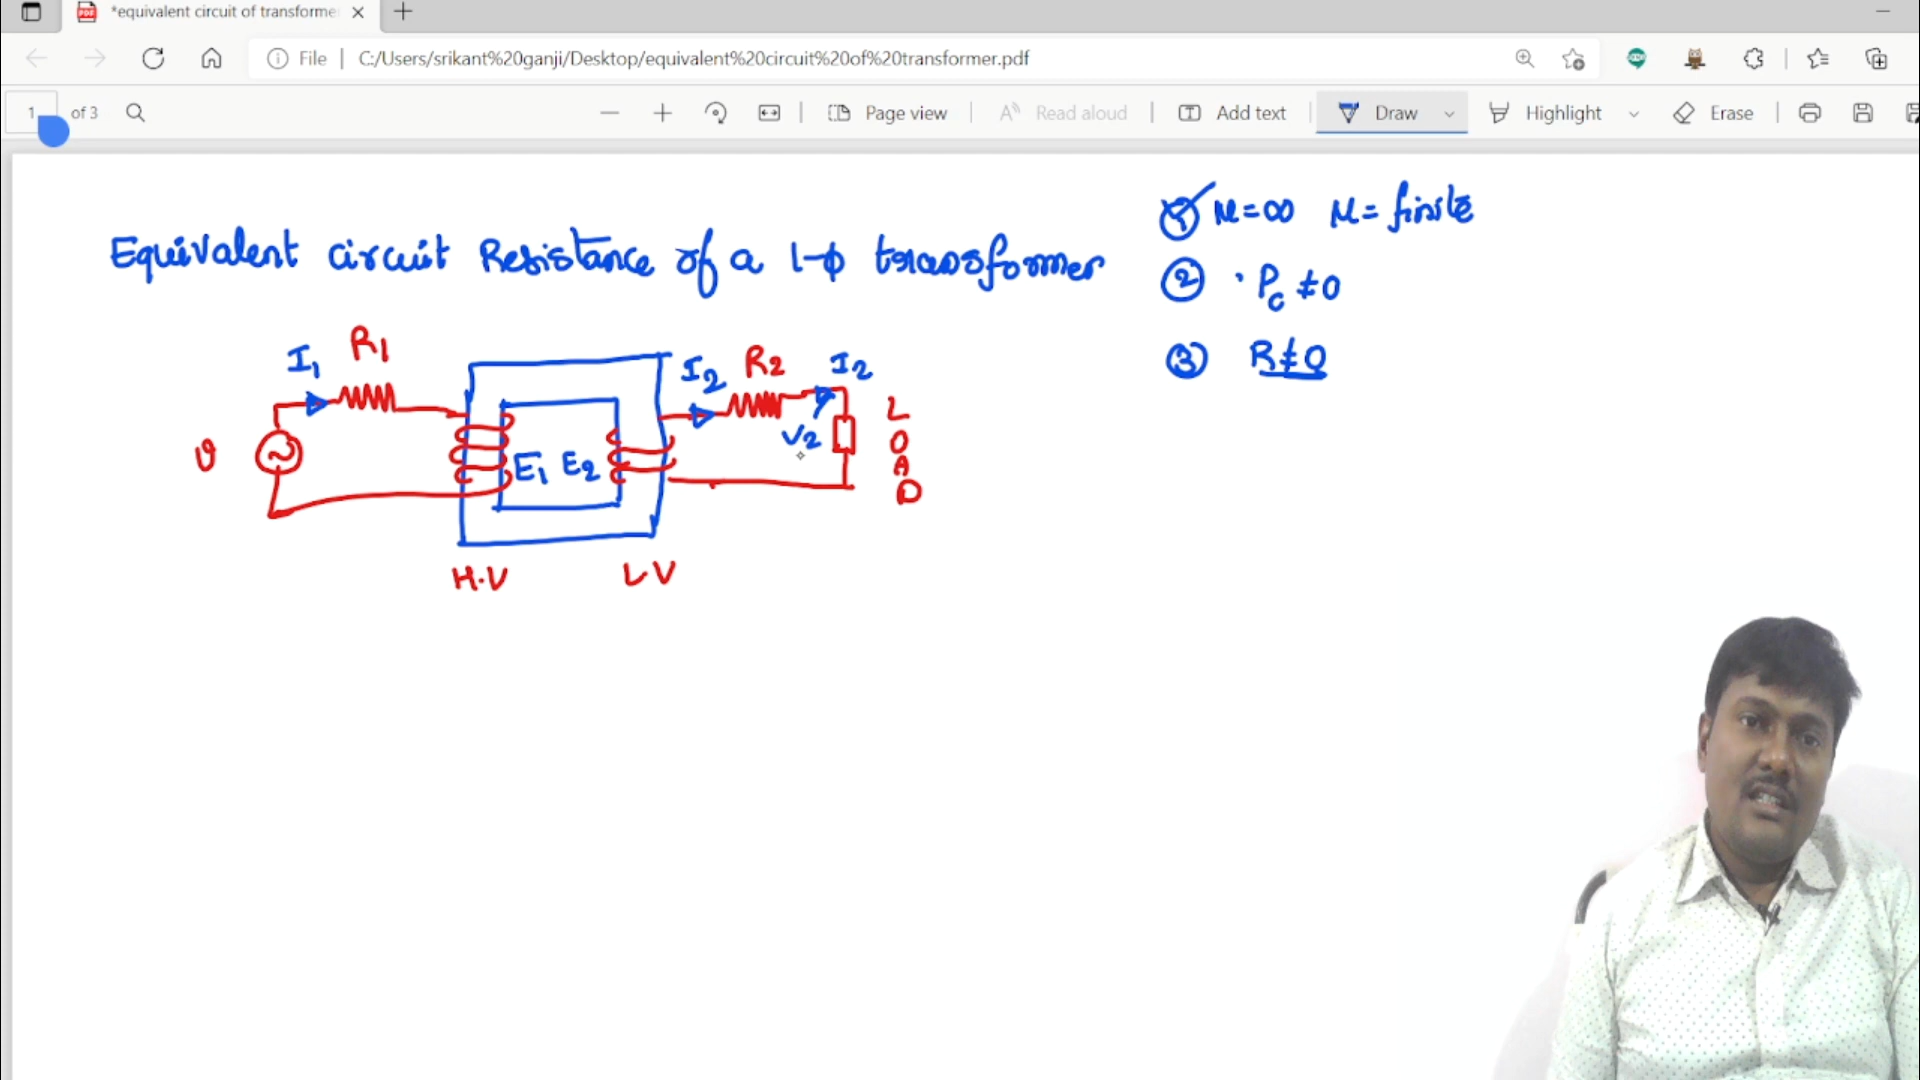 *equivalent circuit of transforme
File | C:/Users/srikant%20ganji/Desktop/equivalent%20circuit%20of%20transformer.pdf
1 of 3 Page view Read aloud Add text Draw Highlight Erase
Equivalent circuit Resistance of a 1-ϕ transformer
① μ=∞ μ= finite
② · Pc ≠0
③ R≠0
I1 R1
I2 R2 I2
V2
E1 E2
LOAD
H.V LV